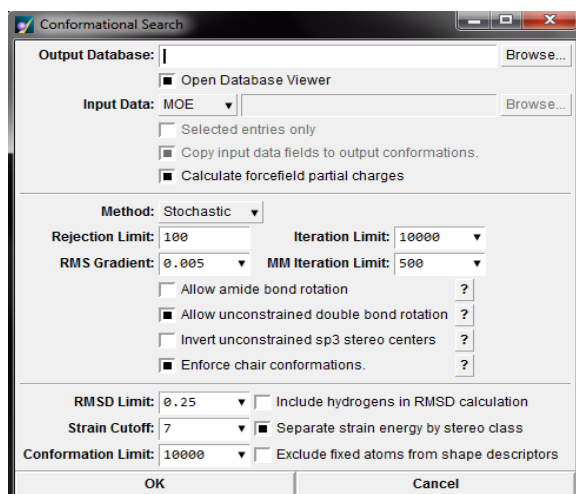 Conformational Search
Output Database: Browse...
Open Database Viewer
Input Data: MOE Browse...
Selected entries only
Copy input data fields to output conformations.
Calculate forcefield partial charges
Method: Stochastic
Rejection Limit: 100 Iteration Limit: 10000
RMS Gradient: 0.005 MM Iteration Limit: 500
Allow amide bond rotation ?
Allow unconstrained double bond rotation ?
Invert unconstrained sp3 stereo centers ?
Enforce chair conformations. ?
RMSD Limit: 0.25 Include hydrogens in RMSD calculation
Strain Cutoff: 7 Separate strain energy by stereo class
Conformation Limit: 10000 Exclude fixed atoms from shape descriptors
OK Cancel